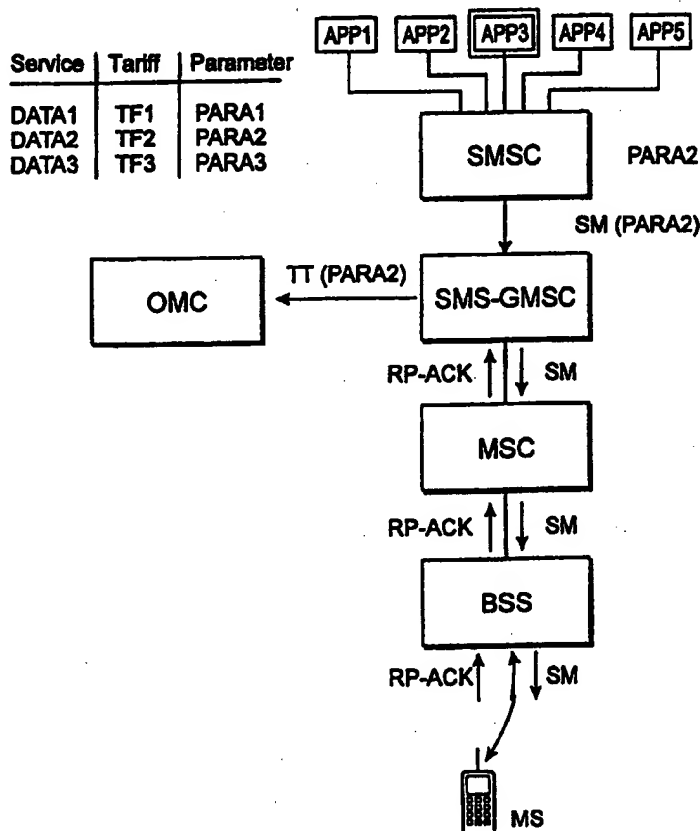 APP1 APP2 APP3 APP4 APP5
Service Tariff Parameter
DATA1 TF1 PARA1
DATA2 TF2 PARA2
DATA3 TF3 PARA3
SMSC PARA2
SM (PARA2)
OMC TT (PARA2) SMS-GMSC
RP-ACK SM
MSC
RP-ACK SM
BSS
RP-ACK SM
MS